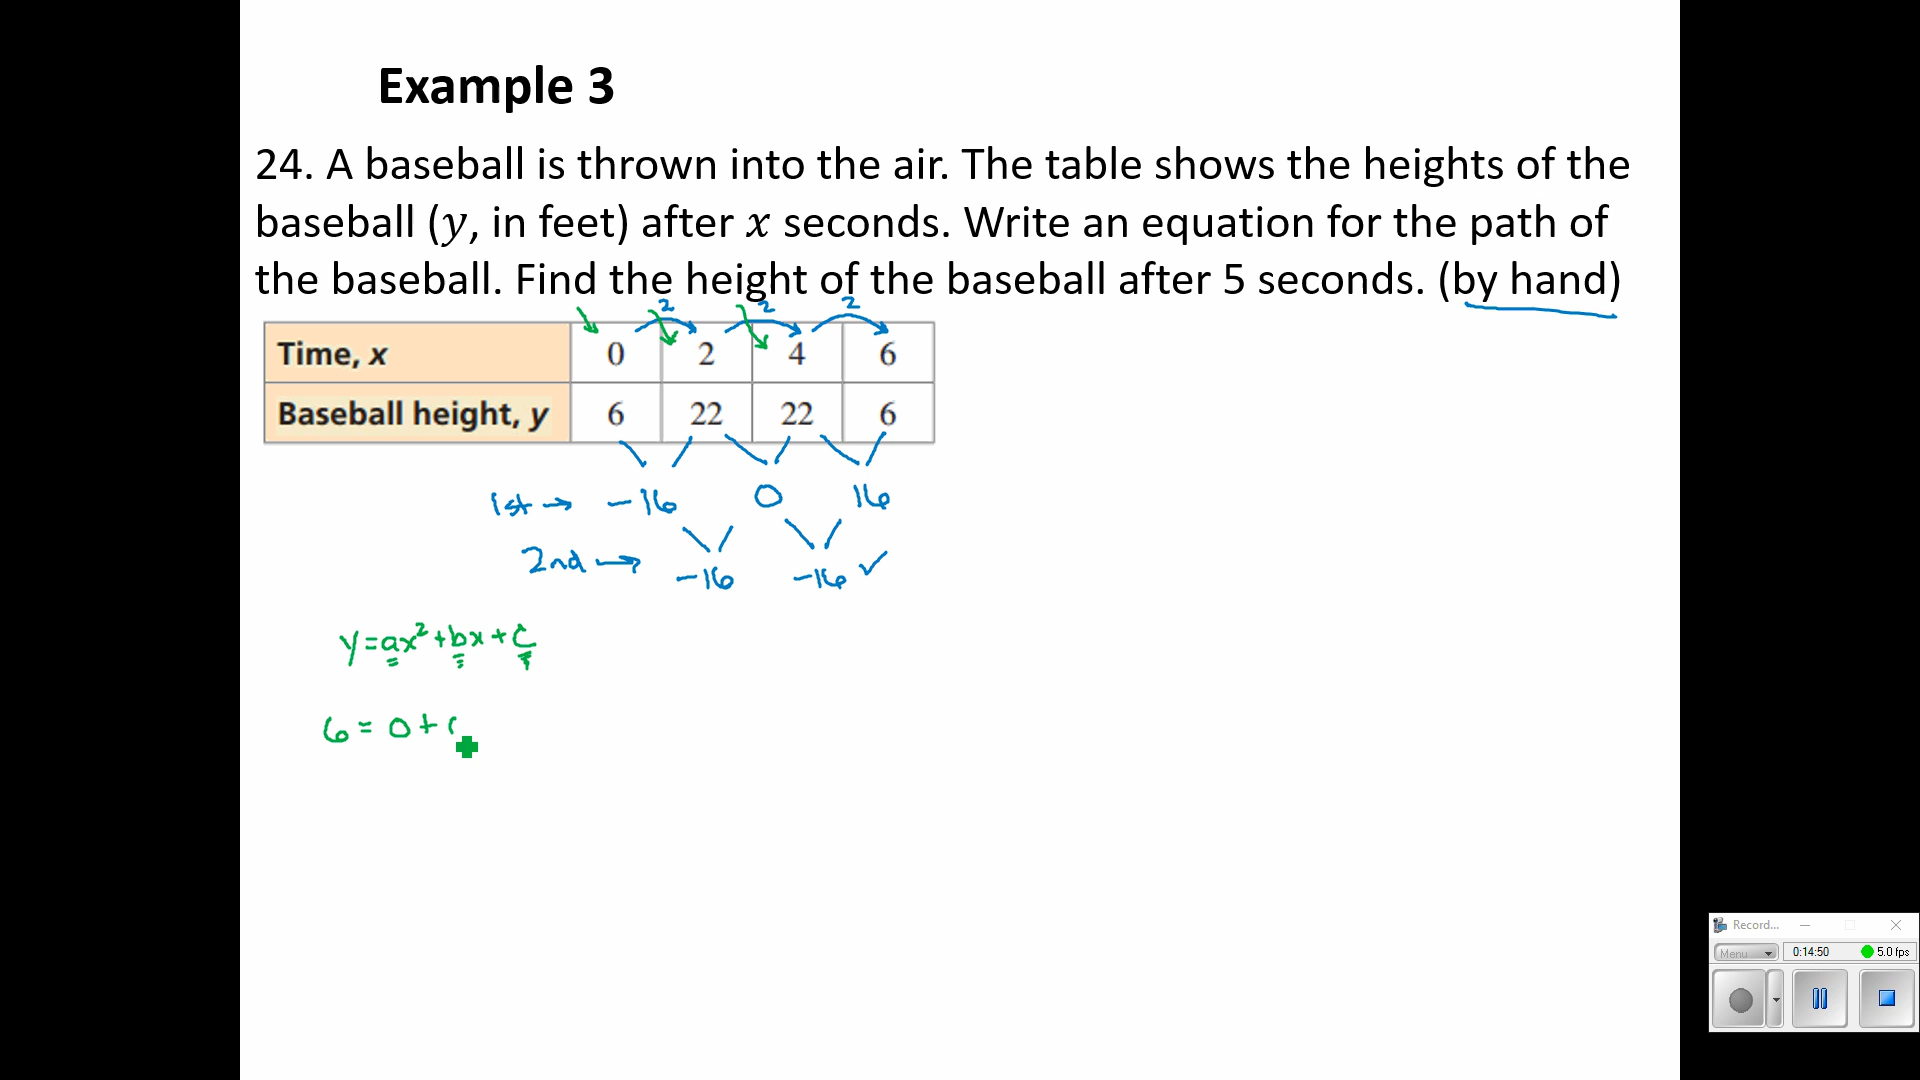 Example 3
24. A baseball is thrown into the air. The table shows the heights of the
baseball (y, in feet) after x seconds. Write an equation for the path of
the baseball. Find the height of the baseball after 5 seconds. (by hand)
2 2 2
Time, x 0 2 4 6
Baseball height, y 6 22 22 6
1st → -16 0 16
2nd → -16 -16 ✓
y = ax² + bx + c
6 = 0 + c
Record...
Menu 0:14:50 5.0 fps